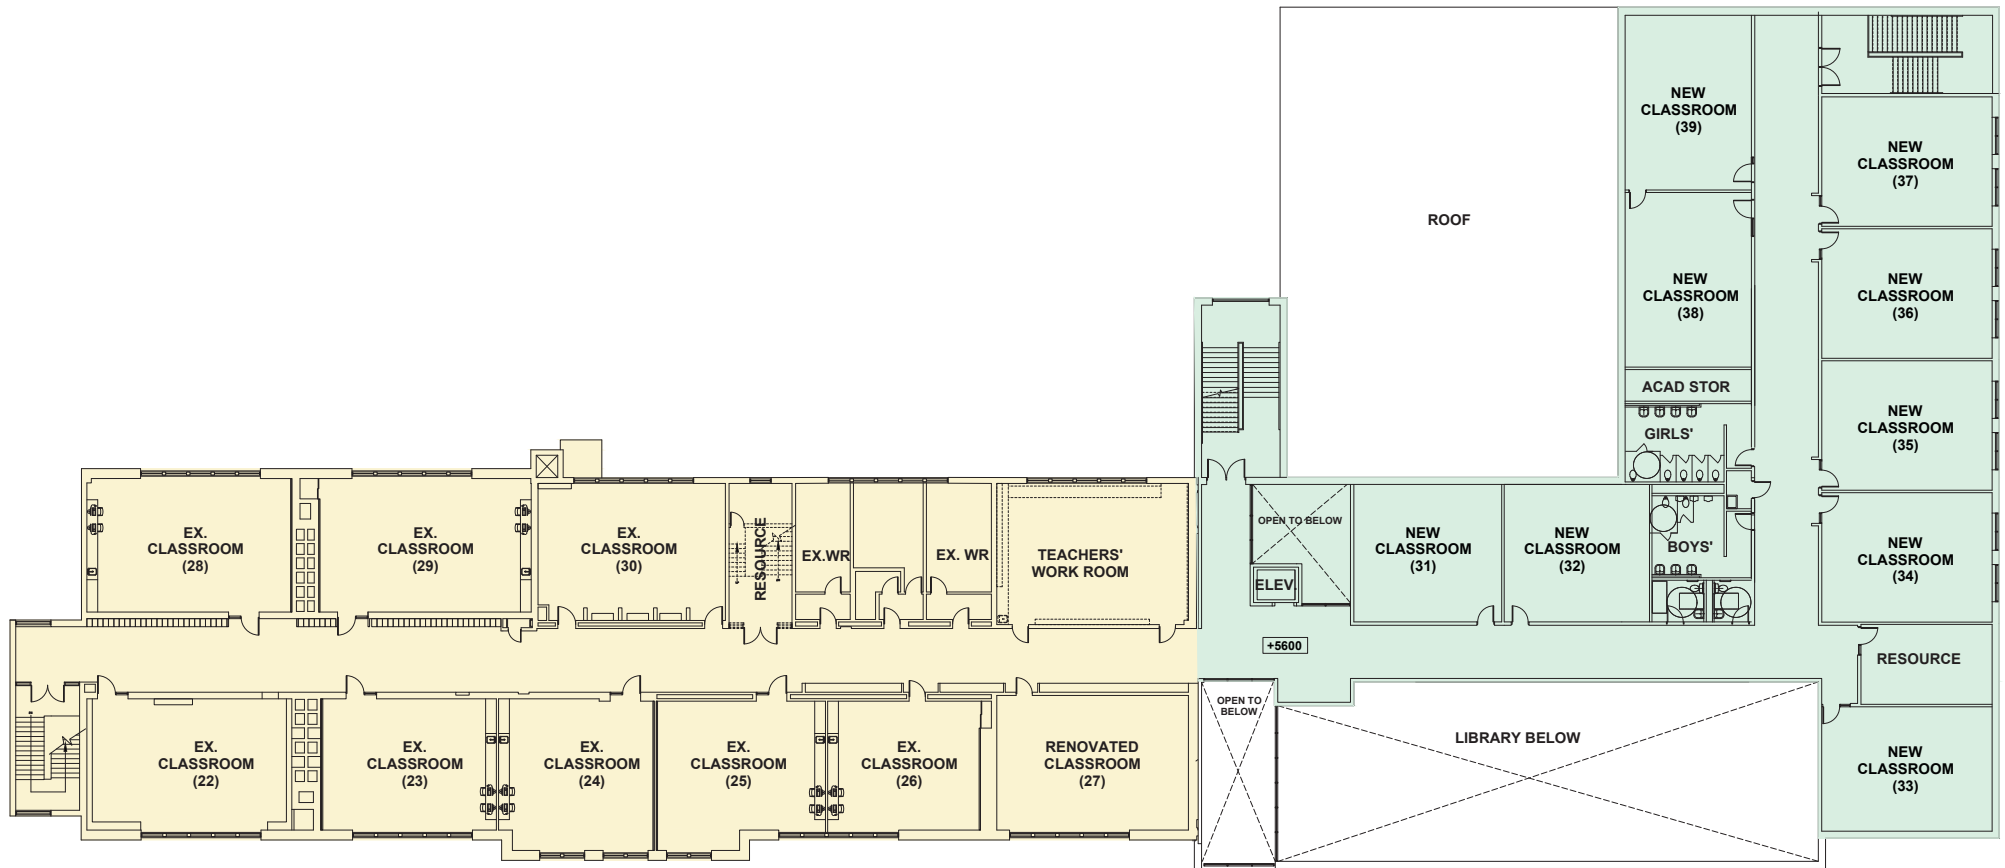 NEW
CLASSROOM
(39)
NEW
CLASSROOM
(37)
ROOF
NEW
CLASSROOM
(38)
NEW
CLASSROOM
(36)
ACAD STOR
GIRLS'
NEW
CLASSROOM
(35)
EX.
CLASSROOM
(28)
EX.
CLASSROOM
(29)
EX.
CLASSROOM
(30)
RESOURCE
EX.WR
EX. WR
TEACHERS'
WORK ROOM
OPEN TO BELOW
ELEV.
NEW
CLASSROOM
(31)
NEW
CLASSROOM
(32)
BOYS'
NEW
CLASSROOM
(34)
+5600
RESOURCE
EX.
CLASSROOM
(22)
EX.
CLASSROOM
(23)
EX.
CLASSROOM
(24)
EX.
CLASSROOM
(25)
EX.
CLASSROOM
(26)
RENOVATED
CLASSROOM
(27)
OPEN TO
BELOW
LIBRARY BELOW
NEW
CLASSROOM
(33)